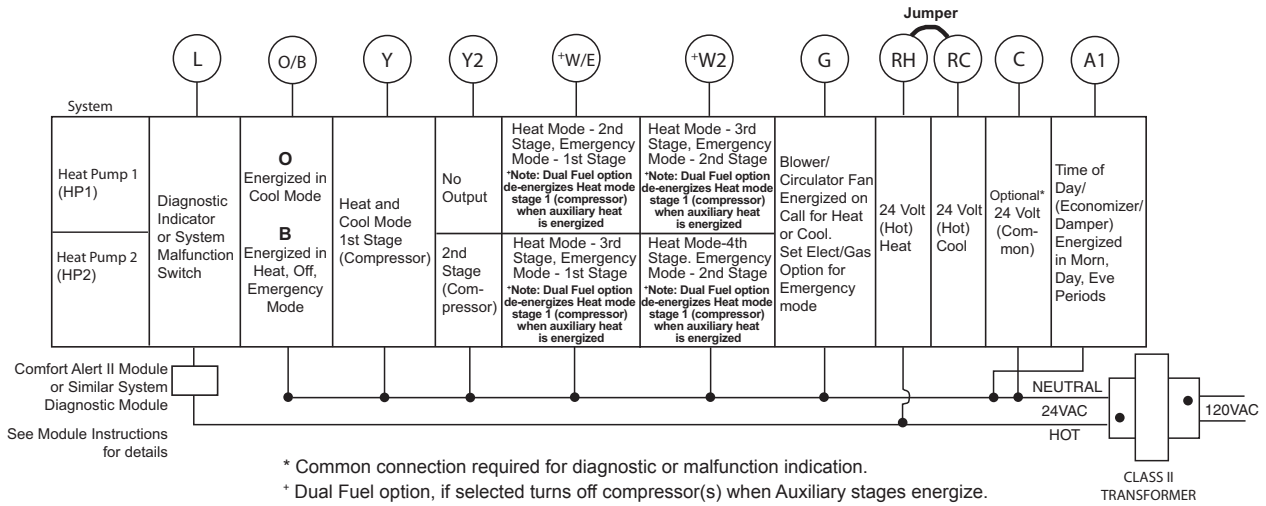 Jumper
L
O/B
Y
Y2
+W/E
+W2
G
RH
RC
C
A1
System
Heat Pump 1
(HP1)
Heat Pump 2
(HP2)
Diagnostic
Indicator
or System
Malfunction
Switch
O
Energized in
Cool Mode
B
Energized in
Heat, Off,
Emergency
Mode
Heat and
Cool Mode
1st Stage
(Compressor)
No
Output
2nd
Stage
(Com-
pressor)
Heat Mode - 2nd
Stage, Emergency
Mode - 1st Stage
+Note: Dual Fuel option
de-energizes Heat mode
stage 1 (compressor)
when auxiliary heat
is energized
Heat Mode - 3rd
Stage, Emergency
Mode - 1st Stage
+Note: Dual Fuel option
de-energizes Heat mode
stage 1 (compressor)
when auxiliary heat
is energized
Heat Mode - 3rd
Stage, Emergency
Mode - 2nd Stage
+Note: Dual Fuel option
de-energizes Heat mode
stage 1 (compressor)
when auxiliary heat
is energized
Heat Mode-4th
Stage. Emergency
Mode - 2nd Stage
+Note: Dual Fuel option
de-energizes Heat mode
stage 1 (compressor)
when auxiliary heat
is energized
Blower/
Circulator Fan
Energized on
Call for Heat
or Cool.
Set Elect/Gas
Option for
Emergency
mode
24 Volt
(Hot)
Heat
24 Volt
(Hot)
Cool
Optional*
24 Volt
(Com-
mon)
Time of
Day/
(Economizer/
Damper)
Energized
in Morn,
Day, Eve
Periods
Comfort Alert II Module
or Similar System
Diagnostic Module
See Module Instructions
for details
NEUTRAL
24VAC
HOT
120VAC
CLASS II
TRANSFORMER
* Common connection required for diagnostic or malfunction indication.
+ Dual Fuel option, if selected turns off compressor(s) when Auxiliary stages energize.